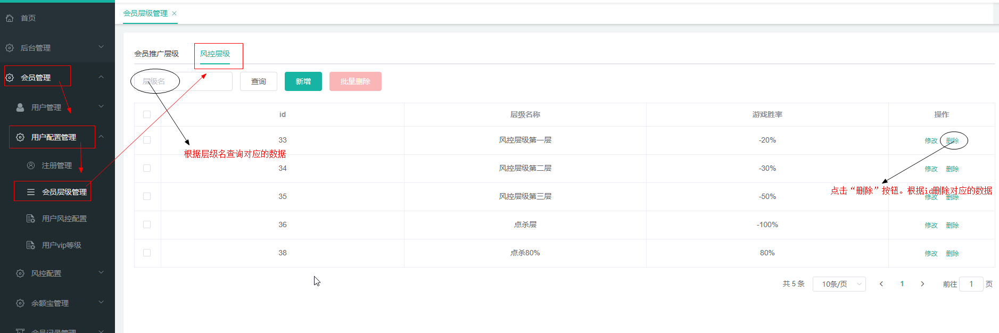 首页
后台管理
会员管理
用户管理
用户配置管理
注册管理
会员层级管理
用户风控配置
用户vip等级
风控配置
余额宝管理
会员记录管理
会员层级管理 ×
会员推广层级 风控层级
层级名 查询 新增 批量删除
id 层级名称 游戏胜率 操作
33 风控层级第一层 -20% 修改 删除
根据层级名查询对应的数据
34 风控层级第二层 -30% 修改 删除
点击“删除”按钮。根据id删除对应的数据
35 风控层级第三层 -50% 修改 删除
36 点杀层 -100% 修改 删除
38 点杀80% 80% 修改 删除
共 5 条 10条/页 1 前往 1 页